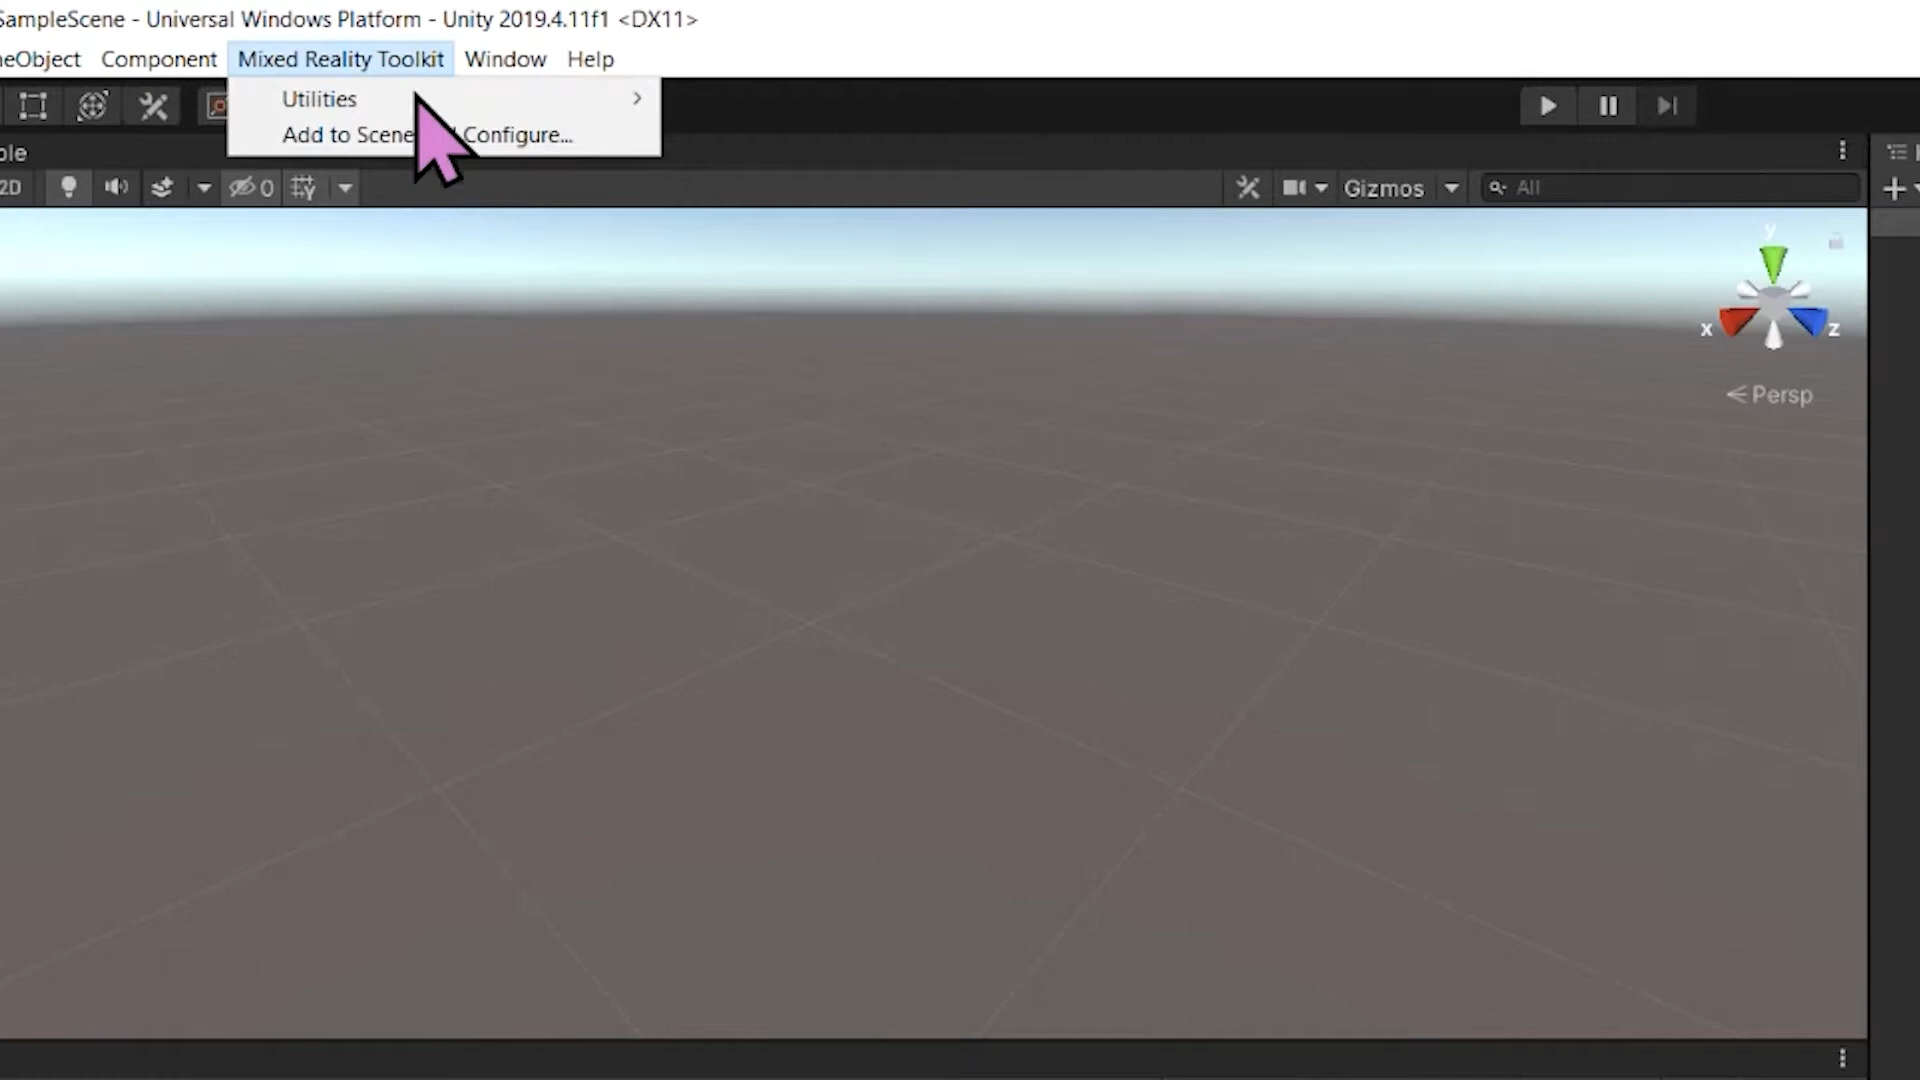 SampleScene - Universal Windows Platform - Unity 2019.4.11f1 <DX11>
eObject Component Mixed Reality Toolkit Window Help
Utilities
Add to Scene Configure...
ole
2D 0 Gizmos All
y
x z
Persp